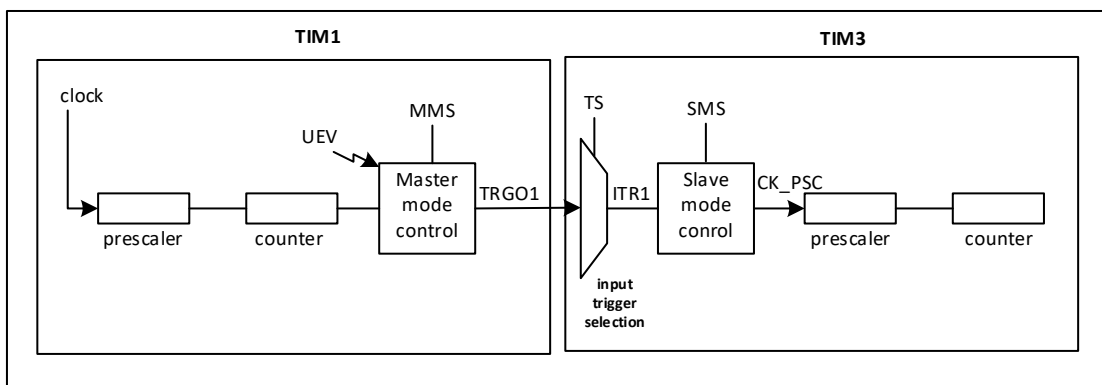 TIM1
TIM3
clock
UEV
MMS
Master
mode
control
TRGO1
prescaler
counter
TS
ITR1
SMS
Slave
mode
conrol
CK_PSC
prescaler
counter
input
trigger
selection